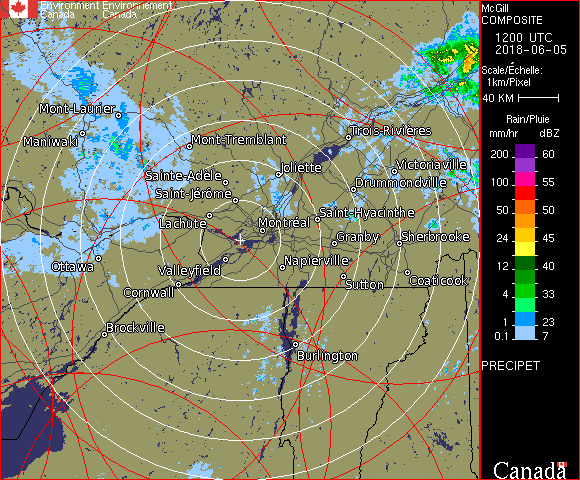 Environment Environnement
Canada Canada
McGill
COMPOSITE
1200 UTC
2018-06-05
Scale/Échelle:
1km/Pixel
40 KM
Rain/Pluie
mm/hr dBZ
200 60
100 55
50 50
24 45
12 40
4 33
1 23
0.1 7
PRECIPET
Canada
Mont-Laurier
Maniwaki
Mont-Tremblant
Trois-Rivières
Sainte-Adèle
Joliette
Victoriaville
Saint-Jérôme
Drummondville
Lachute
Montréal
Saint-Hyacinthe
Granby
Sherbrooke
Ottawa
Valleyfield
Napierville
Cornwall
Sutton
Coaticook
Brockville
Burlington